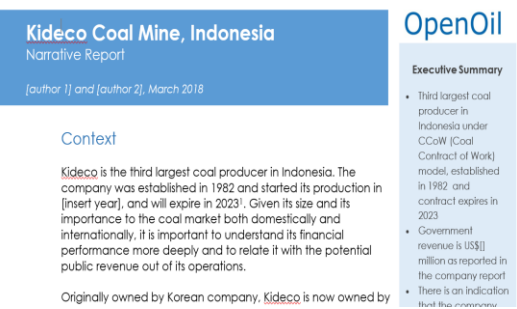 Kideco Coal Mine, Indonesia
Narrative Report
[author 1] and [author 2], March 2018
Context
Kideco is the third largest coal producer in Indonesia. The
company was established in 1982 and started its production in
[insert year], and will expire in 2023¹. Given its size and its
importance to the coal market both domestically and
internationally, it is important to understand its financial
performance more deeply and to relate it with the potential
public revenue out of its operations.
Originally owned by Korean company, Kideco is now owned by
OpenOil
Executive Summary
• Third largest coal
producer in
Indonesia under
CCoW (Coal
Contract of Work)
model, established
in 1982 and
contract expires in
2023
• Government
revenue is US$[]
million as reported in
the company report
• There is an indication
that the company